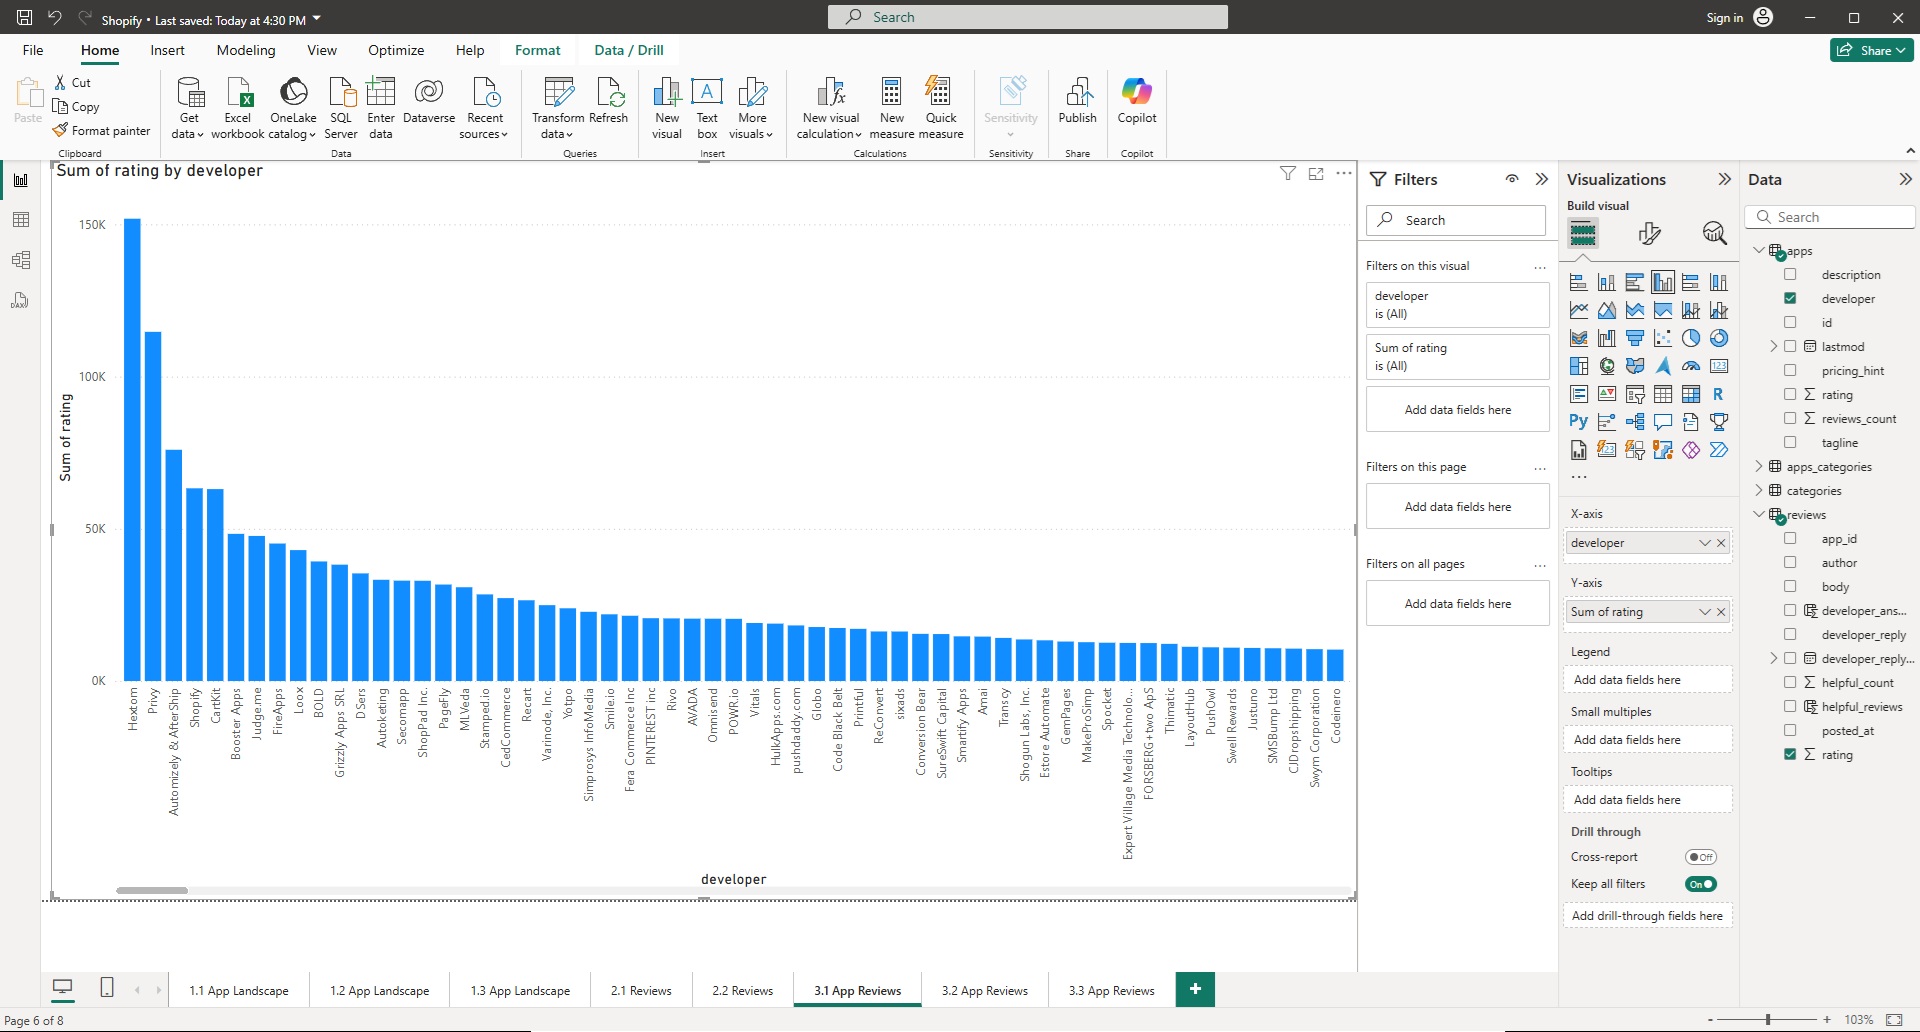 Shopify • Last saved: Today at 4:30 PM
Search
Sign in
File
Home
Insert
Modeling
View
Optimize
Help
Format
Data / Drill
Share
Paste
Cut
Copy
Format painter
Clipboard
Get data
Excel workbook
OneLake catalog
SQL Server
Enter data
Dataverse
Recent sources
Data
Transform data
Refresh
Queries
New visual
Text box
More visuals
Insert
New visual calculation
New measure
Quick measure
Calculations
Sensitivity
Sensitivity
Publish
Share
Copilot
Copilot
Sum of rating by developer
150K
100K
50K
0K
Sum of rating
Hextom
Privy
Automizely & AfterShip
Shopify
CartKit
Booster Apps
Judge.me
FireApps
Loox
BOLD
Grizzly Apps SRL
DSers
Autoketing
Secomapp
ShopPad Inc.
PageFly
MLVeda
Stamped.io
CedCommerce
Recart
Varinode, Inc.
Yotpo
Simprosys InfoMedia
Smile.io
Fera Commerce Inc
PINTEREST inc
Rivo
AVADA
Omnisend
POWR.io
Vitals
HulkApps.com
pushdaddy.com
Globo
Code Black Belt
Printful
ReConvert
sixads
Conversion Bear
SureSwift Capital
Smartify Apps
Amai
Transcy
Shogun Labs, Inc.
Estore Automate
GemPages
MakeProSimp
Spocket
Expert Village Media Technolo...
FORSBERG+two ApS
Thimatic
LayoutHub
PushOwl
Swell Rewards
Justuno
SMSBump Ltd
CJDropshipping
Swym Corporation
Codeinero
developer
Filters
Search
Filters on this visual
developer
is (All)
Sum of rating
is (All)
Add data fields here
Filters on this page
Add data fields here
Filters on all pages
Add data fields here
Visualizations
Build visual
R
Py
123
X-axis
developer
Y-axis
Sum of rating
Legend
Add data fields here
Small multiples
Add data fields here
Tooltips
Add data fields here
Drill through
Cross-report
Off
Keep all filters
On
Add drill-through fields here
Data
Search
apps
description
developer
id
lastmod
pricing_hint
rating
reviews_count
tagline
apps_categories
categories
reviews
app_id
author
body
developer_ans...
developer_reply
developer_reply...
helpful_count
helpful_reviews
posted_at
rating
1.1 App Landscape
1.2 App Landscape
1.3 App Landscape
2.1 Reviews
2.2 Reviews
3.1 App Reviews
3.2 App Reviews
3.3 App Reviews
+
Page 6 of 8
- + 103%